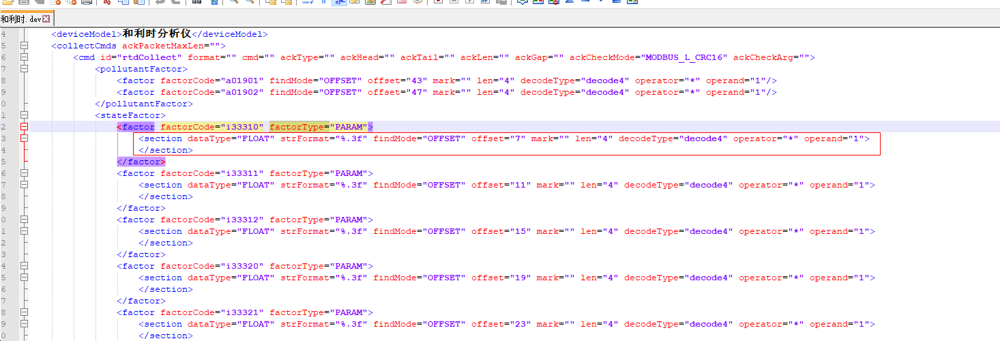 和利时.dev
4 <deviceModel>和利时分析仪</deviceModel>
5 <collectCmds ackPacketMaxLen="">
6 <cmd id="rtdCollect" format="" cmd="" ackType="" ackHead="" ackTail="" ackLen="" ackGap="" ackCheckMode="MODBUS_L_CRC16" ackCheckArg="">
7 <pollutantFactor>
8 <factor factorCode="a01901" findMode="OFFSET" offset="43" mark="" len="4" decodeType="decode4" operator="*" operand="1"/>
9 <factor factorCode="a01902" findMode="OFFSET" offset="47" mark="" len="4" decodeType="decode4" operator="*" operand="1"/>
0 </pollutantFactor>
1 <stateFactor>
2 <factor factorCode="i33310" factorType="PARAM">
3 <section dataType="FLOAT" strFormat="%.3f" findMode="OFFSET" offset="7" mark="" len="4" decodeType="decode4" operator="*" operand="1">
4 </section>
5 </factor>
6 <factor factorCode="i33311" factorType="PARAM">
7 <section dataType="FLOAT" strFormat="%.3f" findMode="OFFSET" offset="11" mark="" len="4" decodeType="decode4" operator="*" operand="1">
8 </section>
9 </factor>
0 <factor factorCode="i33312" factorType="PARAM">
1 <section dataType="FLOAT" strFormat="%.3f" findMode="OFFSET" offset="15" mark="" len="4" decodeType="decode4" operator="*" operand="1">
2 </section>
3 </factor>
4 <factor factorCode="i33320" factorType="PARAM">
5 <section dataType="FLOAT" strFormat="%.3f" findMode="OFFSET" offset="19" mark="" len="4" decodeType="decode4" operator="*" operand="1">
6 </section>
7 </factor>
8 <factor factorCode="i33321" factorType="PARAM">
9 <section dataType="FLOAT" strFormat="%.3f" findMode="OFFSET" offset="23" mark="" len="4" decodeType="decode4" operator="*" operand="1">
0 </section>